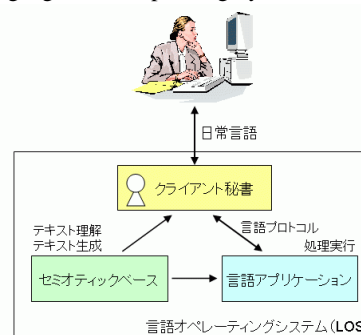 日常言語
クライアント秘書
テキスト理解
テキスト生成
言語プロトコル
処理実行
セミオティックベース
言語アプリケーション
言語オペレーティングシステム(LOS